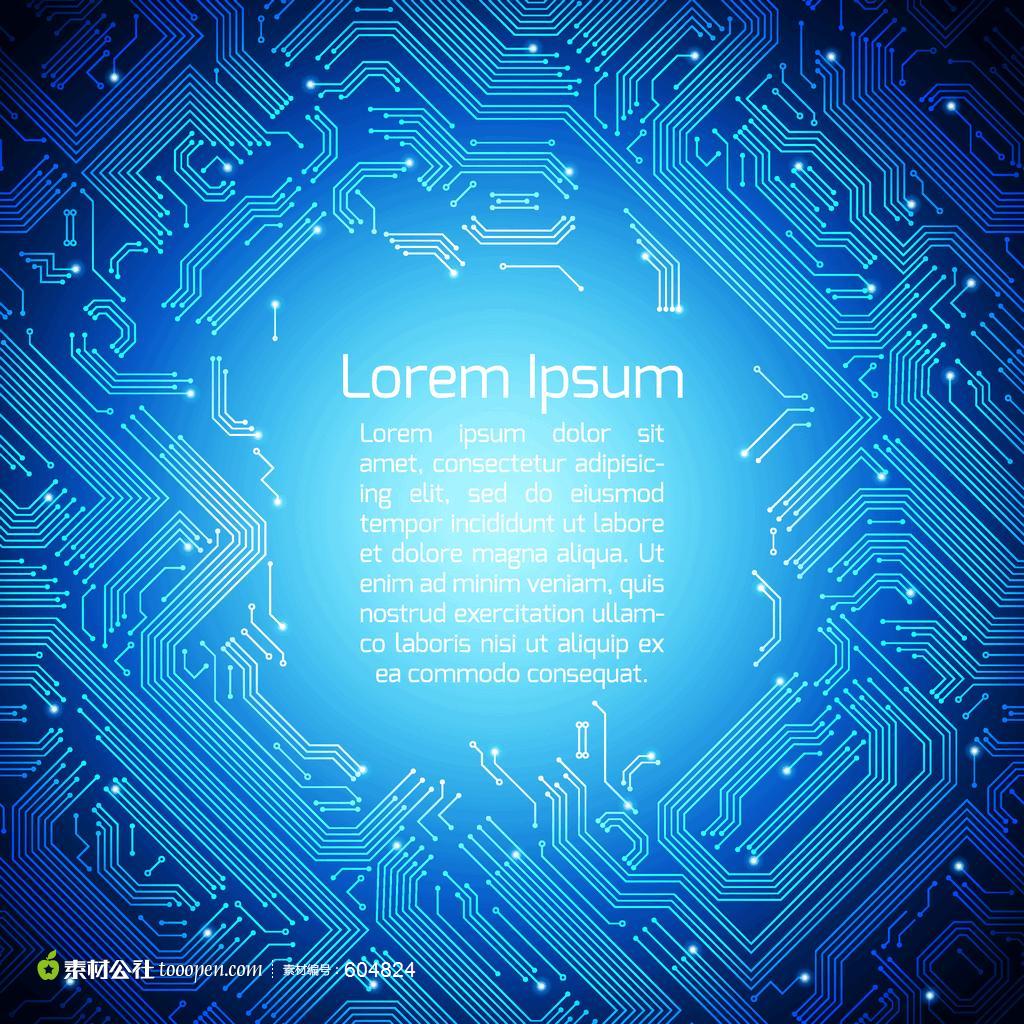 Lorem Ipsum
Lorem ipsum dolor sit
amet, consectetur adipisic-
ing elit, sed do eiusmod
tempor incididunt ut labore
et dolore magna aliqua. Ut
enim ad minim veniam, quis
nostrud exercitation ullam-
co laboris nisi ut aliquip ex
ea commodo consequat.
素材公社 tooopen.com 素材编号：604824